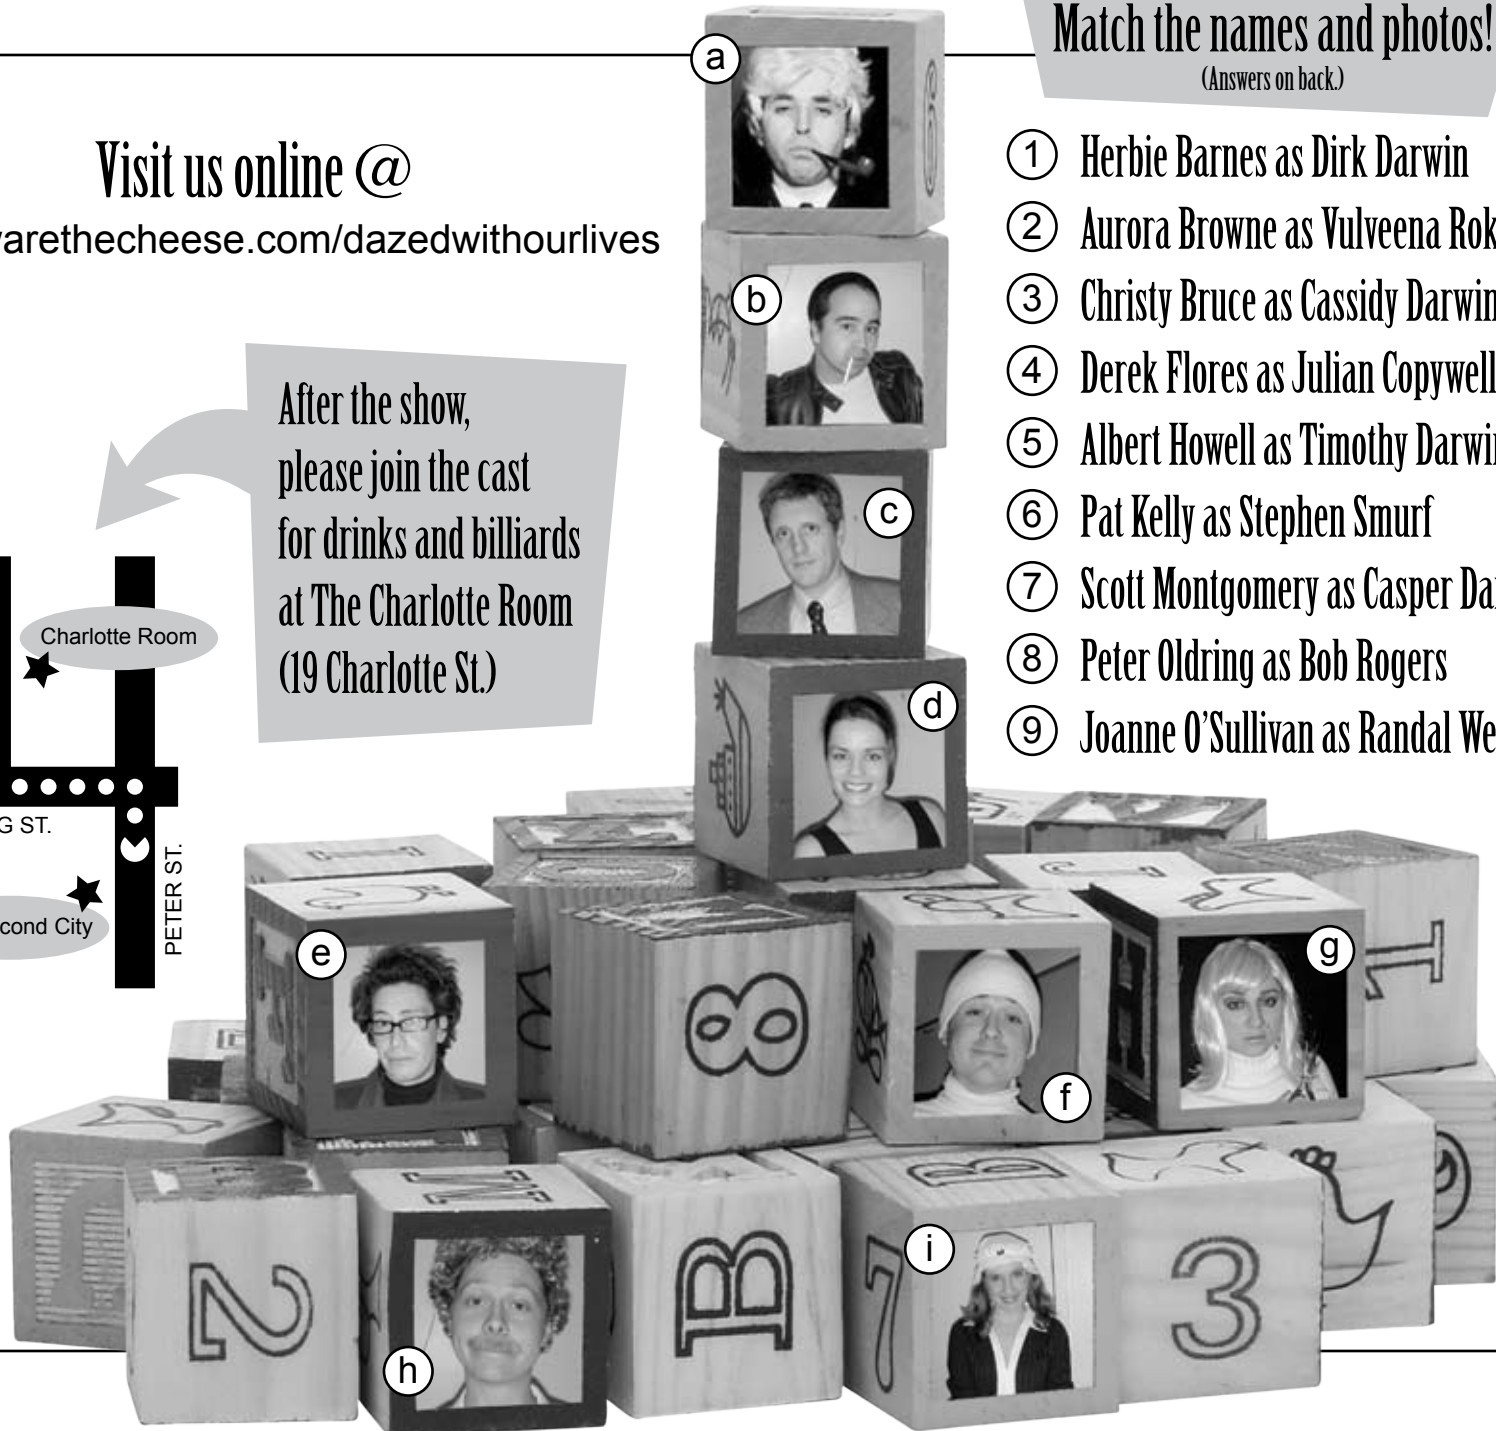 Match the names and photos!
(Answers on back.)
Visit us online @
arethecheese.com/dazedwithourlives
After the show,
please join the cast
for drinks and billiards
at The Charlotte Room
(19 Charlotte St.)
Charlotte Room
ST.
PETER ST.
City
1 Herbie Barnes as Dirk Darwin
2 Aurora Browne as Vulveena Rok
3 Christy Bruce as Cassidy Darwin
4 Derek Flores as Julian Copywell
5 Albert Howell as Timothy Darwin
6 Pat Kelly as Stephen Smurf
7 Scott Montgomery as Casper Da
8 Peter Oldring as Bob Rogers
9 Joanne O'Sullivan as Randal We
a
b
c
d
e
f
g
h
i
8
2
B
7
3
1
M
B